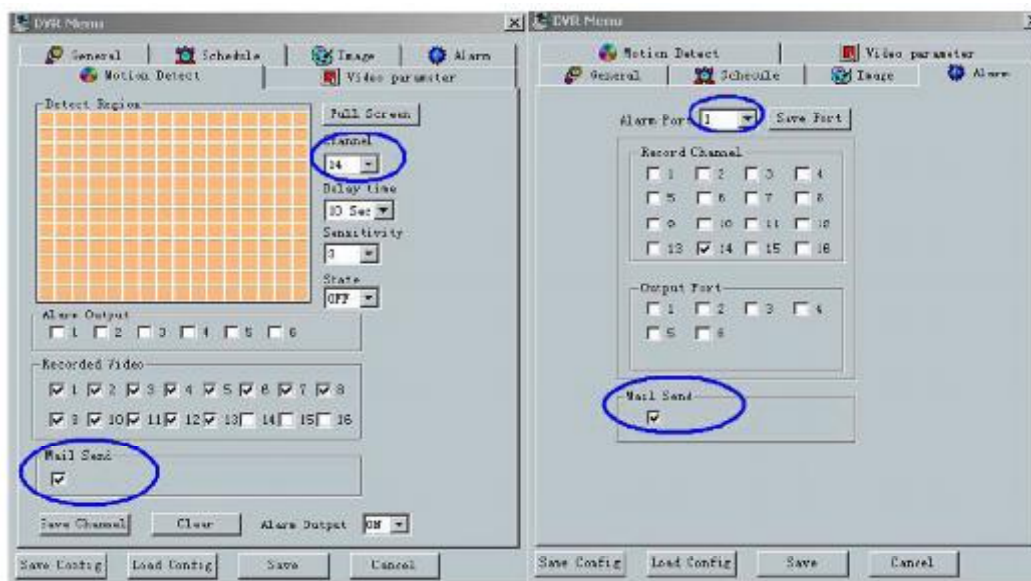 DVR Menu
General
Schedule
Image
Alarm
Motion Detect
Video parameter
Detect Region
Full Screen
Channel
14
Delay time
10 Sec
Sensitivity
3
State
OFF
Alarm Output
1 2 3 4 5 6
Recorded Video
1 2 3 4 5 6 7 8
9 10 11 12 13 14 15 16
Mail Send
Save Channel
Clear
Alarm Output
ON
Save Config
Load Config
Save
Cancel
DVR Menu
Motion Detect
Video parameter
General
Schedule
Image
Alarm
Alarm Port
1
Save Port
Record Channel
1 2 3 4
5 6 7 8
9 10 11 12
13 14 15 16
Output Port
1 2 3 4
5 6
Mail Send
Save Config
Load Config
Save
Cancel